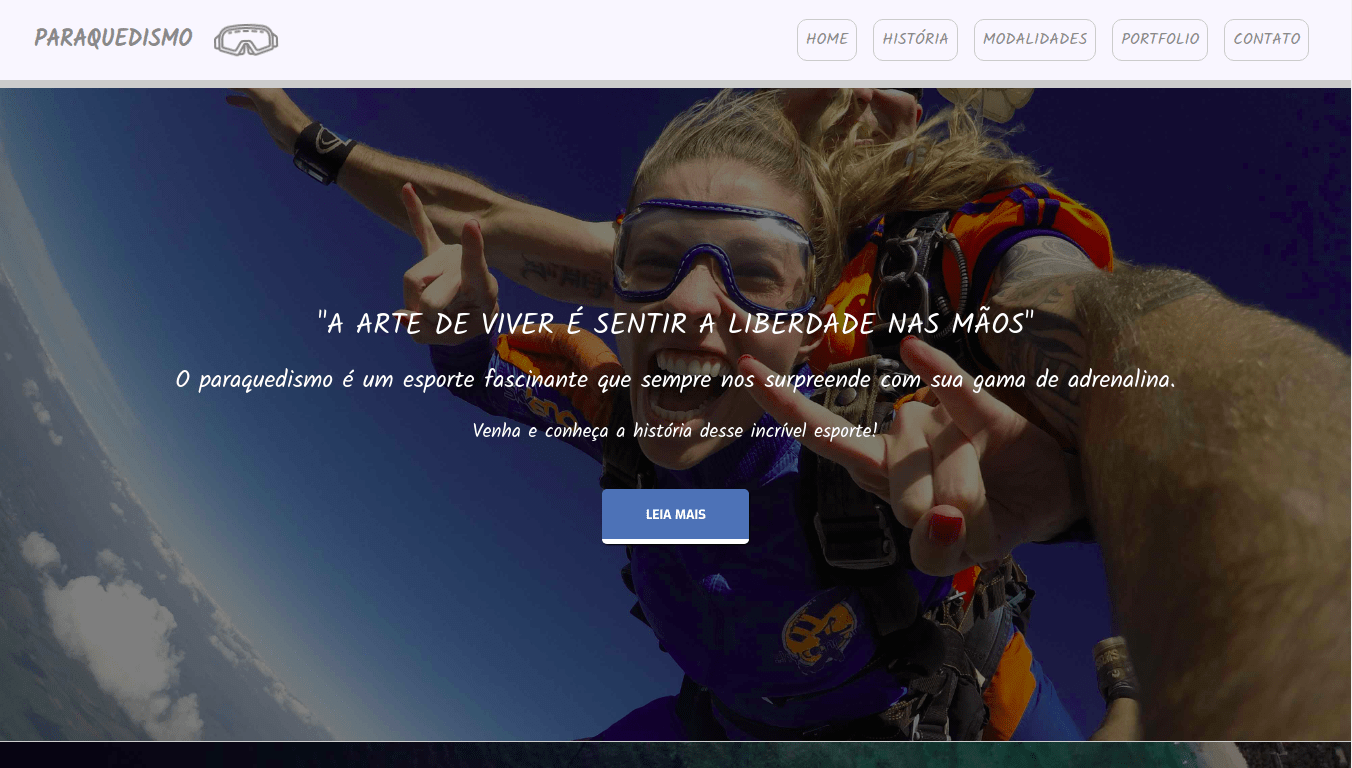 PARAQUEDISMO
HOME
HISTÓRIA
MODALIDADES
PORTFOLIO
CONTATO
"A ARTE DE VIVER É SENTIR A LIBERDADE NAS MÃOS"
O paraquedismo é um esporte fascinante que sempre nos surpreende com sua gama de adrenalina.
Venha e conheça a história desse incrível esporte!
LEIA MAIS